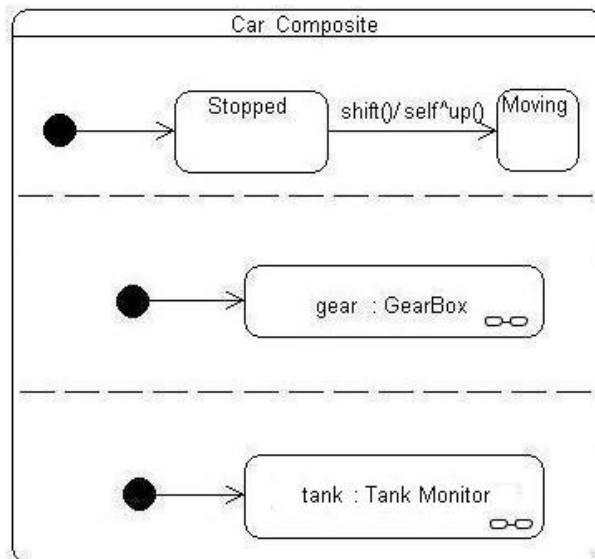 Car Composite
Stopped
shift()/ self^up()
Moving
gear : GearBox
tank : Tank Monitor